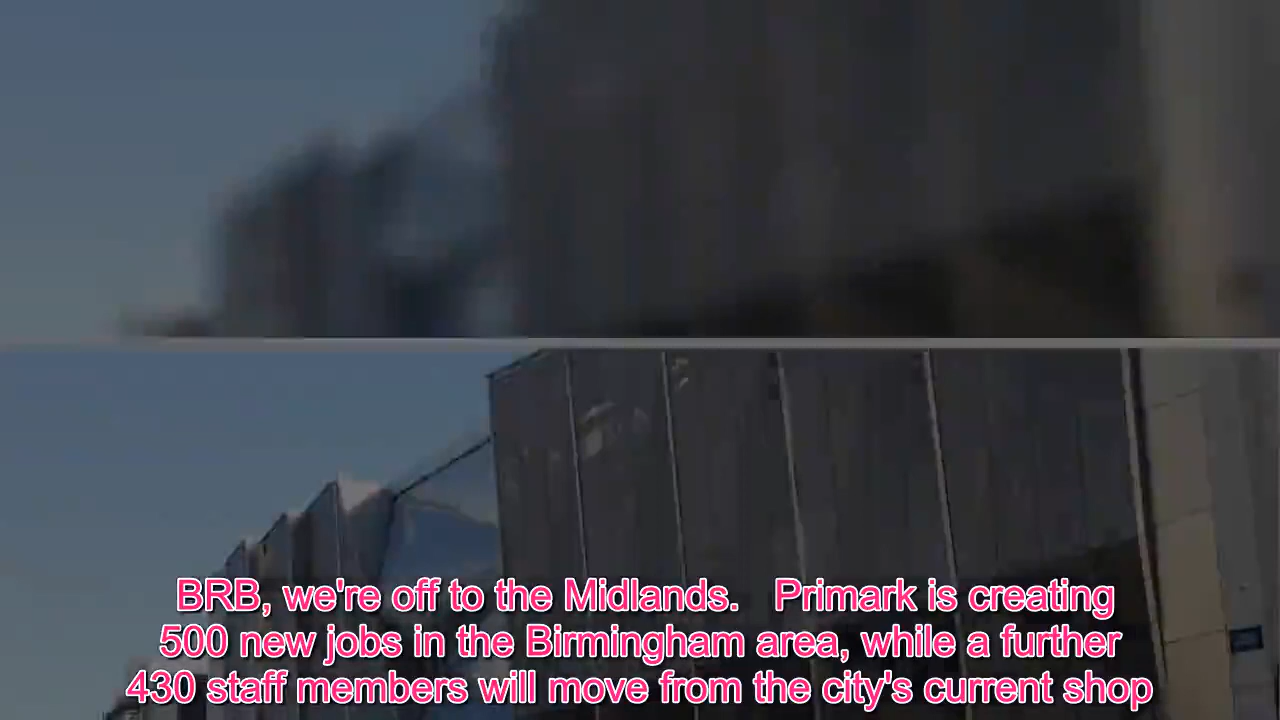 BRB, we're off to the Midlands.   Primark is creating
500 new jobs in the Birmingham area, while a further
430 staff members will move from the city's current shop